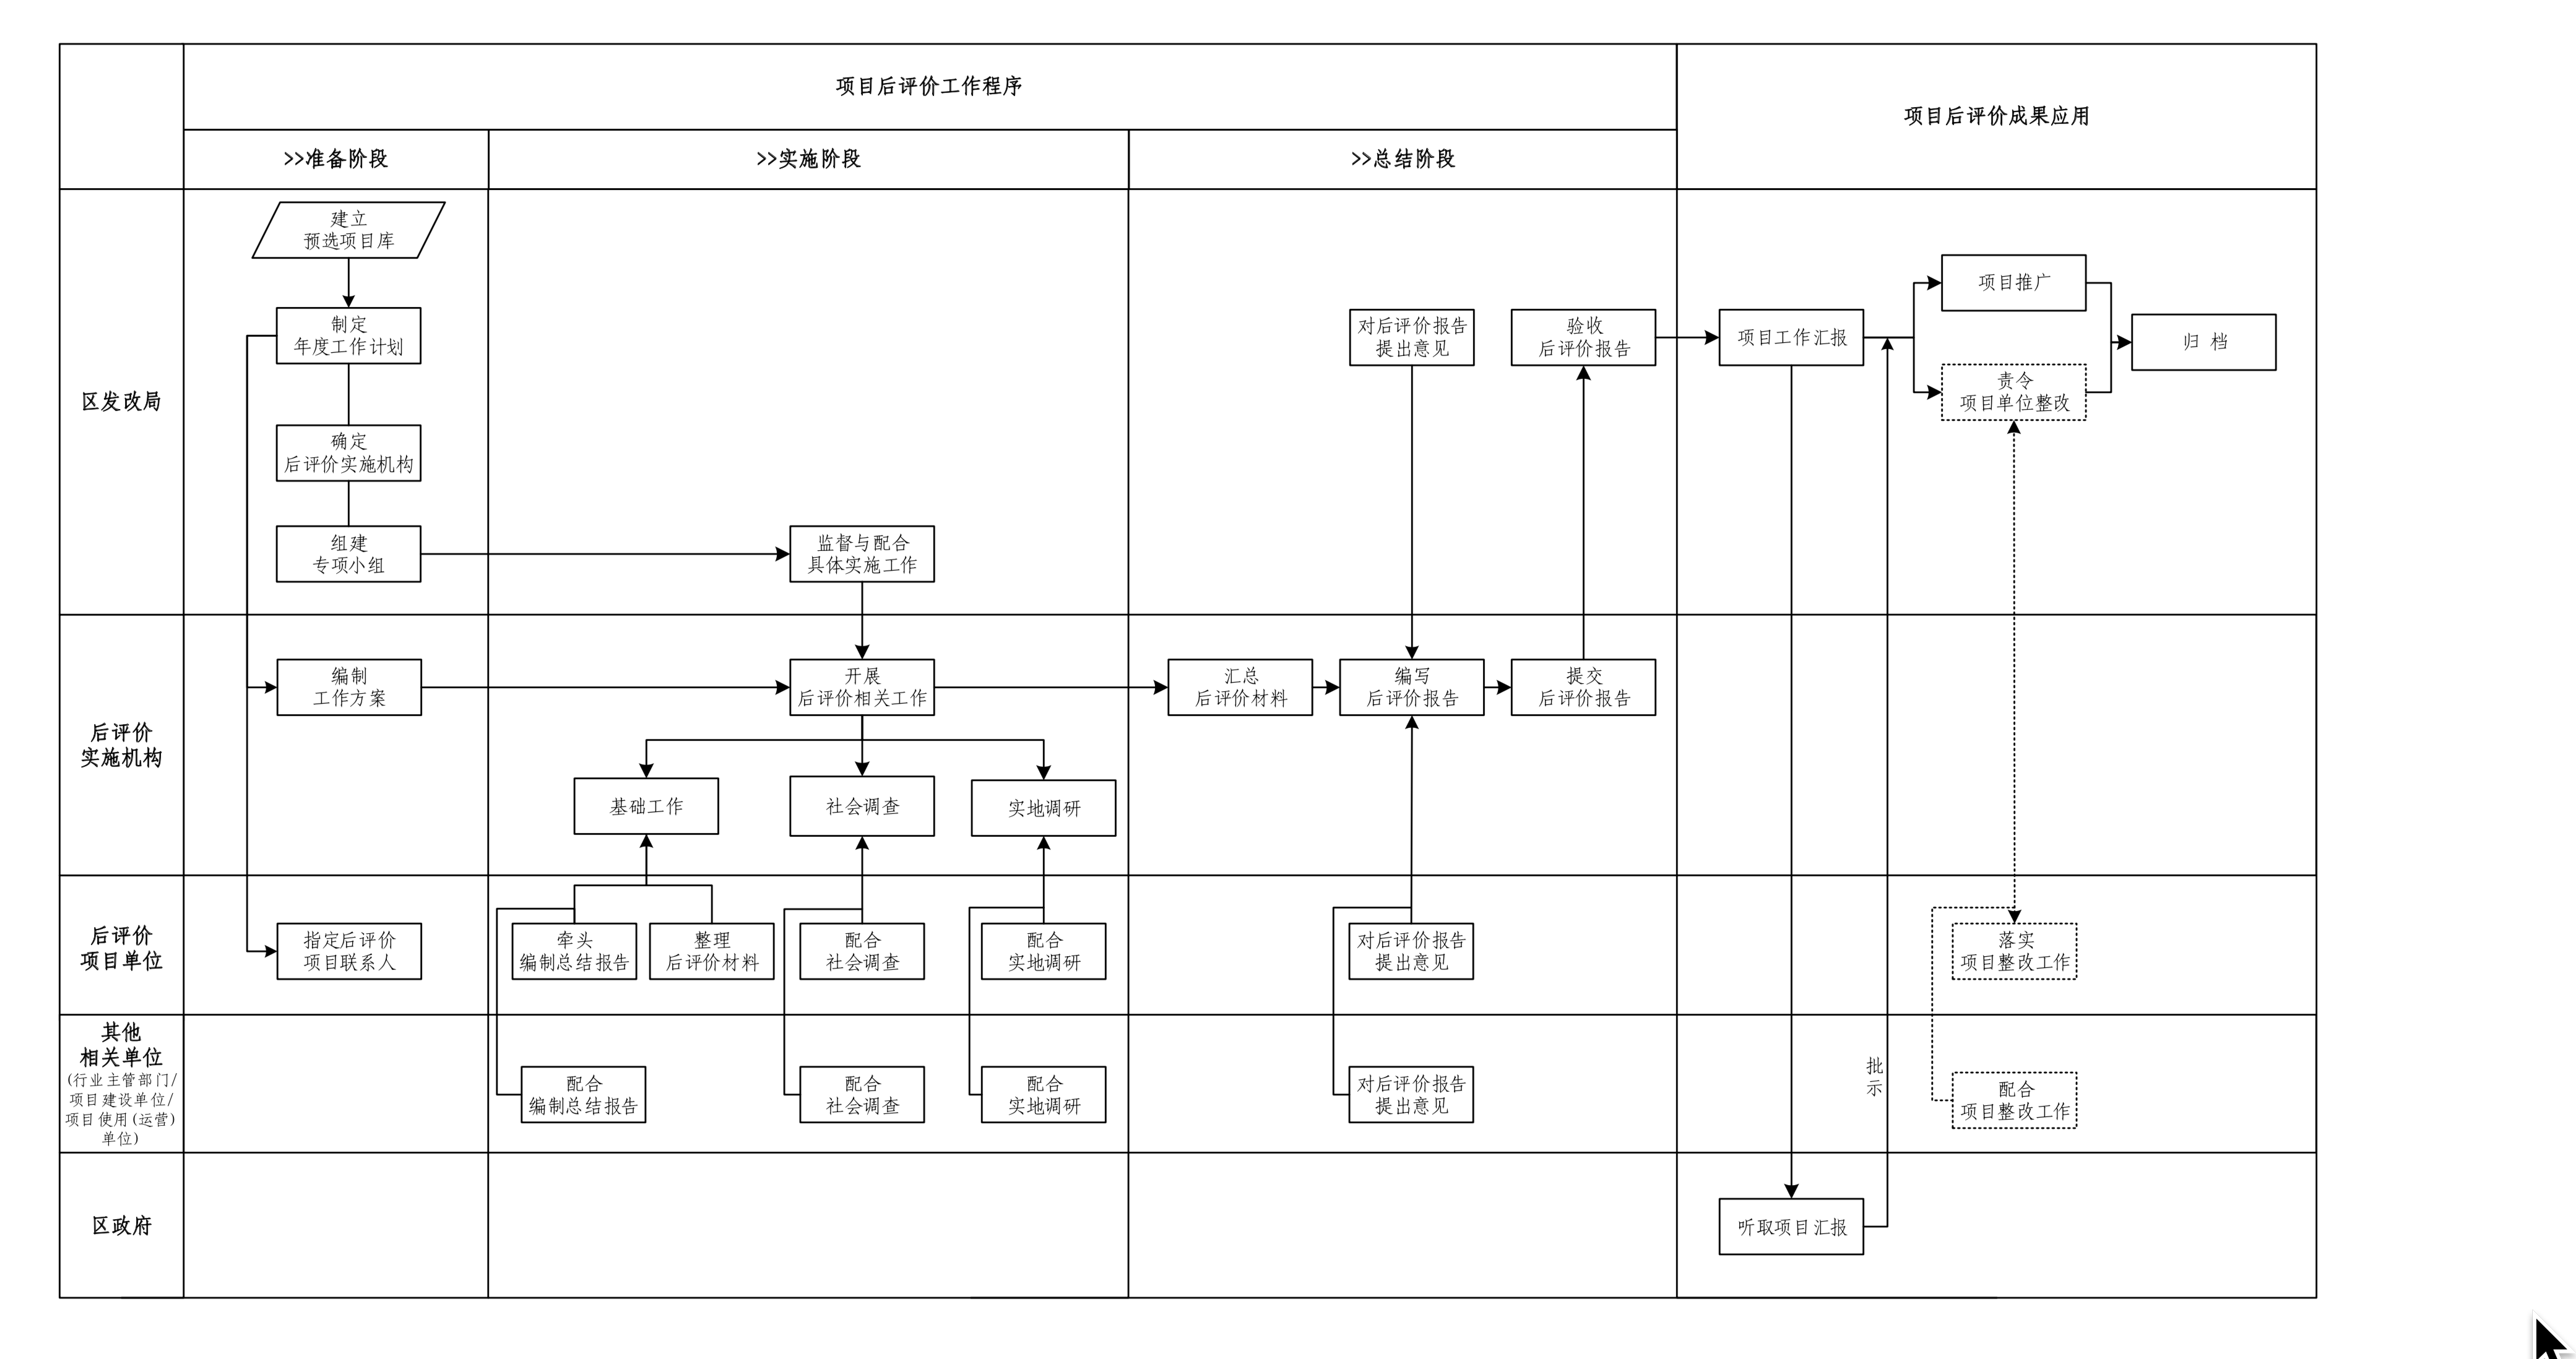 项目后评价工作程序
项目后评价成果应用
>>准备阶段
>>实施阶段
>>总结阶段
区发改局
建立
预选项目库
制定
年度工作计划
确定
后评价实施机构
组建
专项小组
监督与配合
具体实施工作
对后评价报告
提出意见
验收
后评价报告
项目工作汇报
项目推广
责令
项目单位整改
归 档
后评价
实施机构
编制
工作方案
开展
后评价相关工作
汇总
后评价材料
编写
后评价报告
提交
后评价报告
基础工作
社会调查
实地调研
后评价
项目单位
指定后评价
项目联系人
牵头
编制总结报告
整理
后评价材料
配合
社会调查
配合
实地调研
对后评价报告
提出意见
落实
项目整改工作
其他
相关单位
(行业主管部门/
项目建设单位/
项目使用(运营)
单位)
配合
编制总结报告
配合
社会调查
配合
实地调研
对后评价报告
提出意见
批
示
配合
项目整改工作
区政府
听取项目汇报